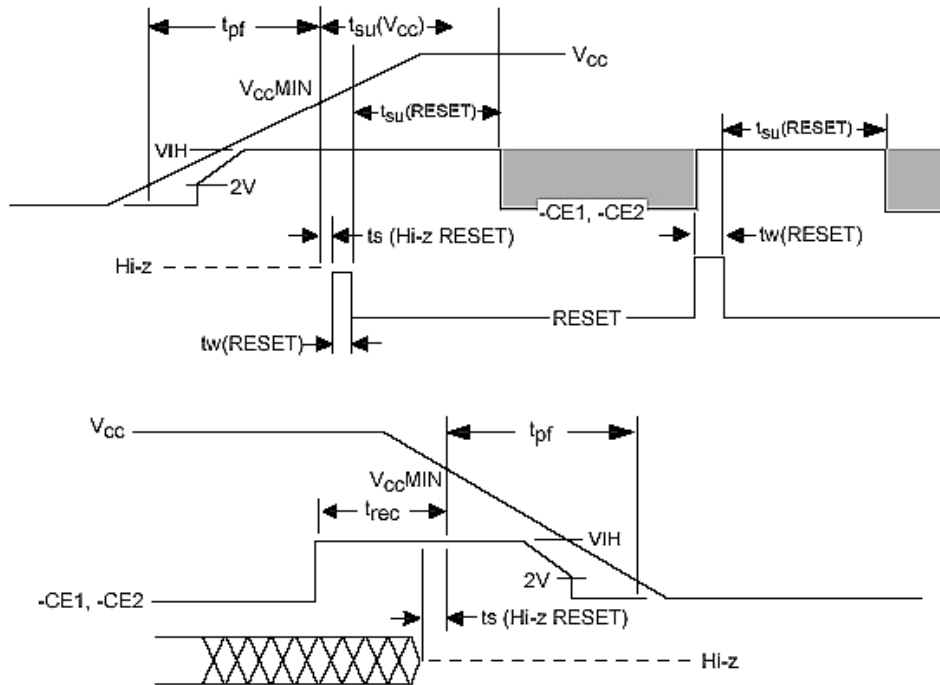 tpf
tsu(VCC)
VCC
VCCMIN
tsu(RESET)
tsu(RESET)
VIH
2V
-CE1, -CE2
ts (Hi-z RESET)
tw(RESET)
Hi-z
RESET
tw(RESET)
VCC
tpf
VCCMIN
trec
VIH
2V
-CE1, -CE2
ts (Hi-z RESET)
Hi-z